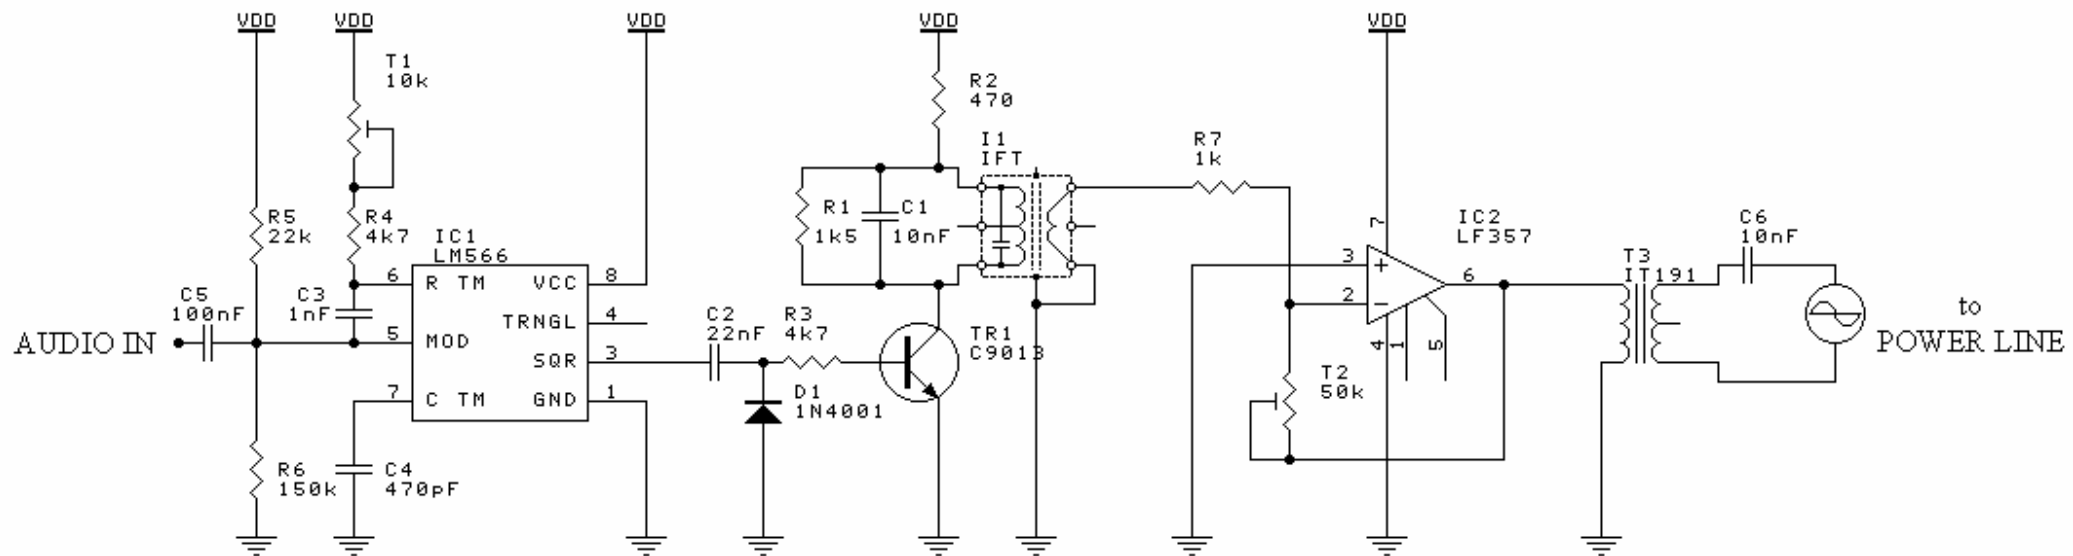 VDD
VDD
VDD
VDD
VDD
T1
10k
R2
470
I1
IFT
R7
1k
R5
22k
R4
4k7
IC1
LM566
R1
1k5
C1
10nF
IC2
LF357
C6
10nF
T3
IT191
C5
100nF
C3
1nF
6
R TM
VCC
8
TRNGL
4
5
MOD
SQR
3
7
C TM
GND
1
C2
22nF
R3
4k7
TR1
C9013
D1
1N4001
7
3
+
2
−
6
4
1
5
T2
50k
AUDIO IN
to
POWER LINE
R6
150k
C4
470pF